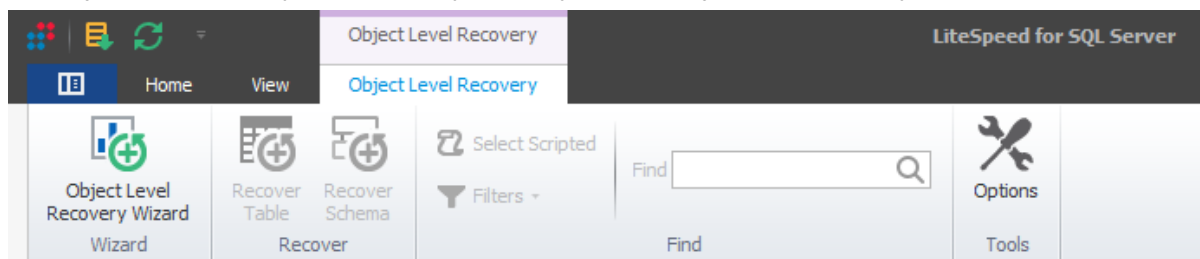 Object Level Recovery
LiteSpeed for SQL Server
Home
View
Object Level Recovery
Object Level
Recovery Wizard
Recover
Table
Recover
Schema
Select Scripted
Filters
Find
Options
Wizard
Recover
Find
Tools